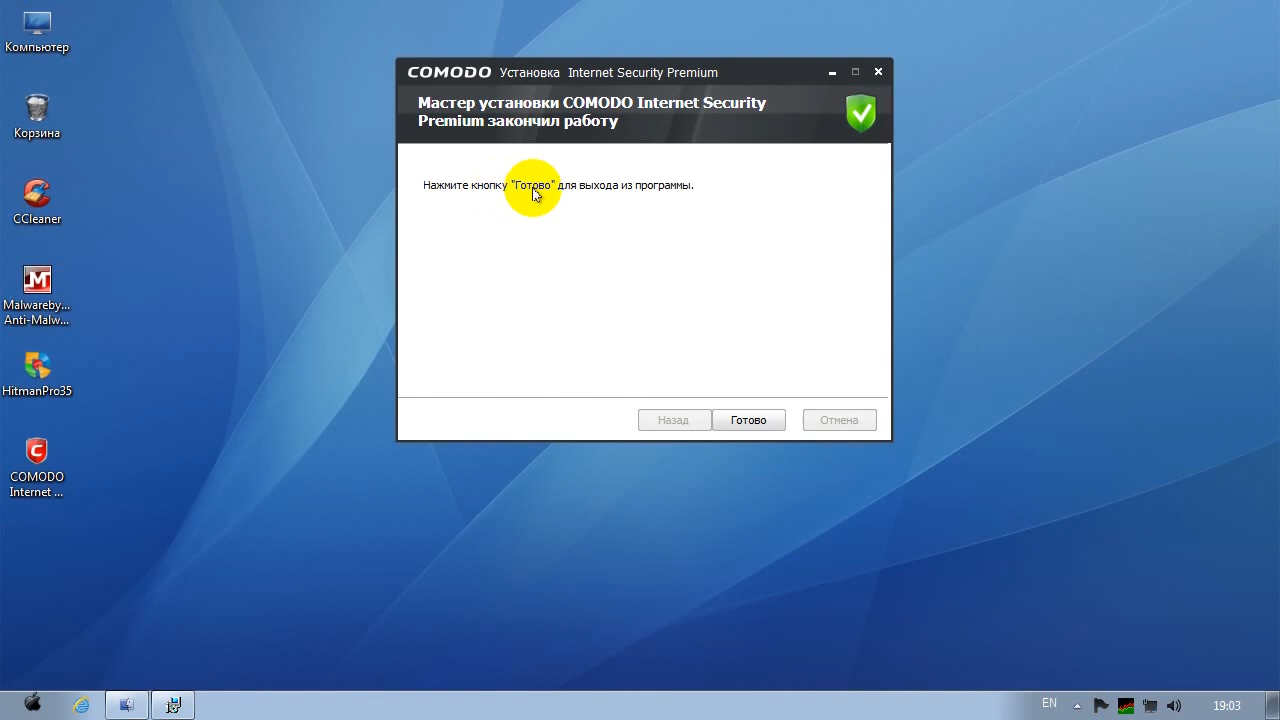 Компьютер
Корзина
CCleaner
Malwareby...
Anti-Malw...
HitmanPro35
COMODO
Internet ...
COMODO Установка Internet Security Premium
Мастер установки COMODO Internet Security
Premium закончил работу
Нажмите кнопку "Готово" для выхода из программы.
Назад
Готово
Отмена
EN
19:03